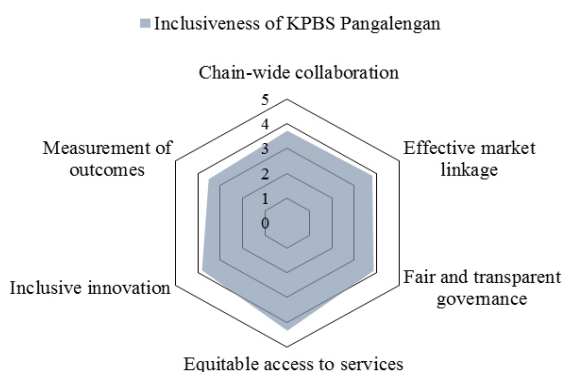 Inclusiveness of KPBS Pangalengan
Chain-wide collaboration
5
4
3
2
1
0
Effective market
linkage
Fair and transparent
governance
Equitable access to services
Inclusive innovation
Measurement of
outcomes